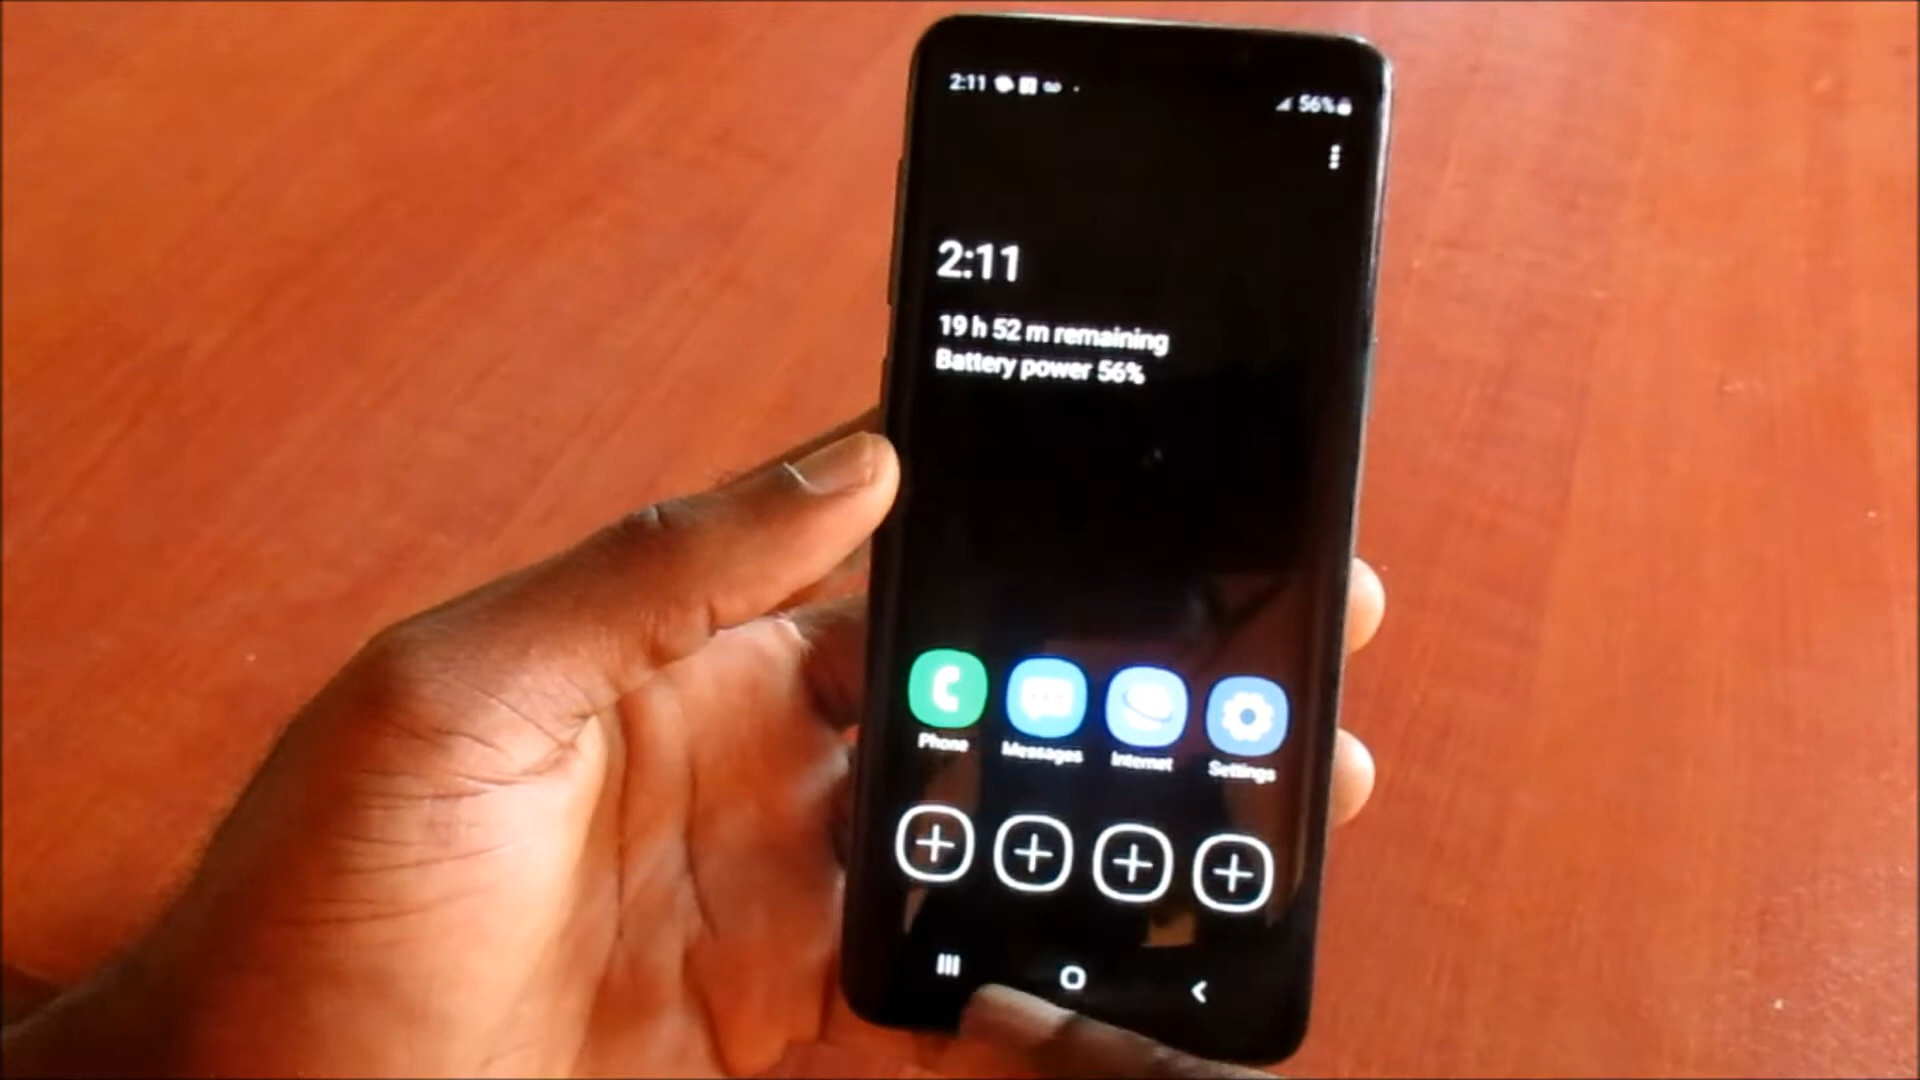 2:11
56%
2:11
19 h 52 m remaining
Battery power 56%
Phone
Messages
Internet
Settings